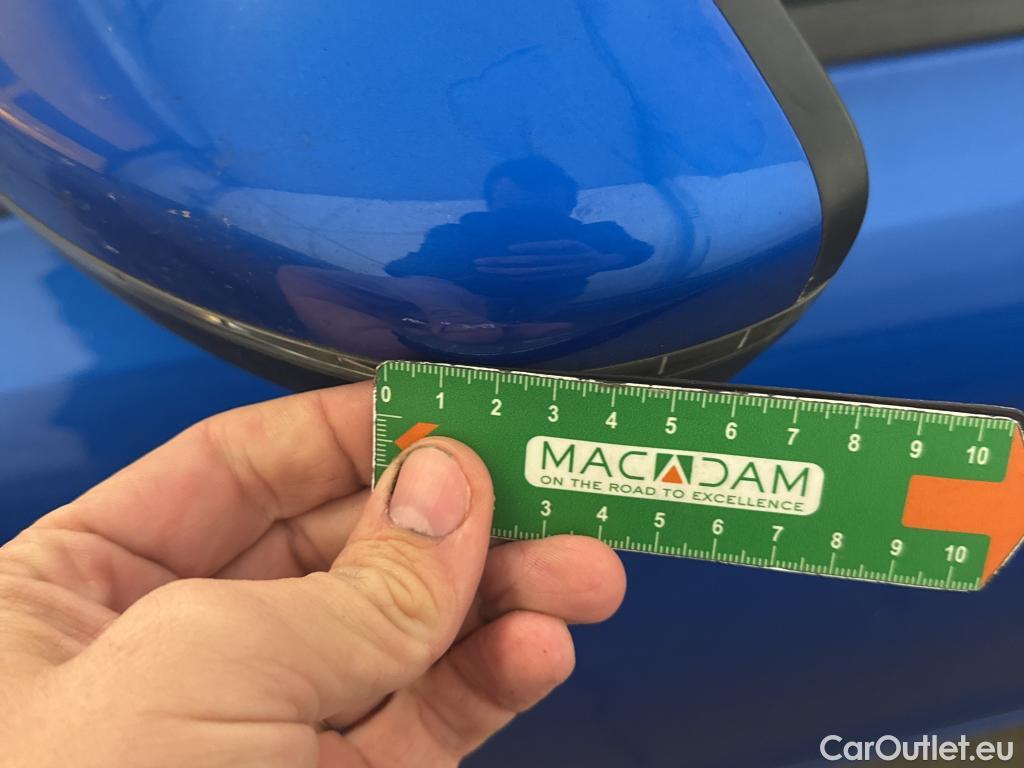 0 1 2 3 4 5 6 7 8 9 10
MACADAM
ON THE ROAD TO EXCELLENCE
3 4 5 6 7 8 9 10
CarOutlet.eu